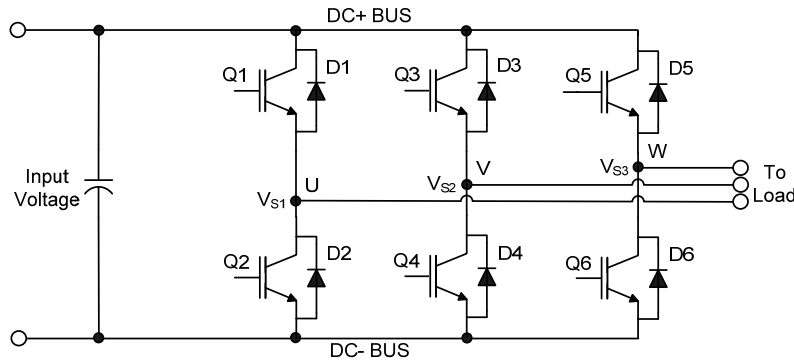 DC+ BUS
Q1
D1
Q3
D3
Q5
D5
Input
Voltage
U
V
W
VS1
VS2
VS3
To
Load
Q2
D2
Q4
D4
Q6
D6
DC- BUS